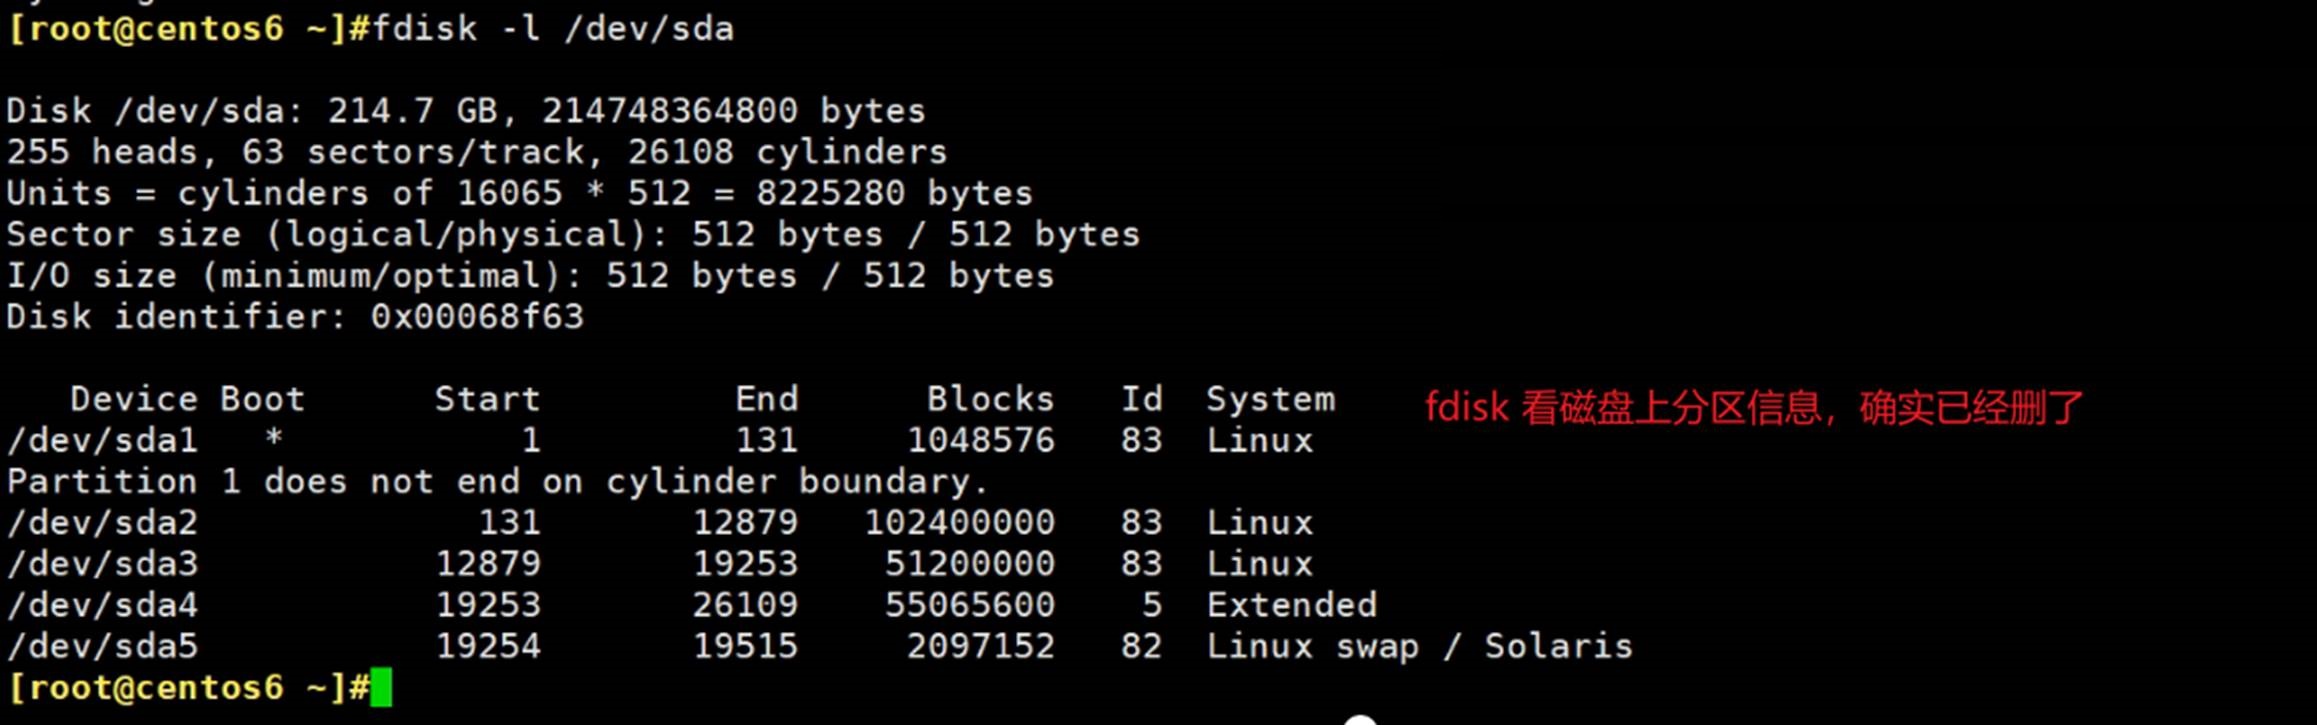 [root@centos6 ~]#fdisk -l /dev/sda
Disk /dev/sda: 214.7 GB, 214748364800 bytes
255 heads, 63 sectors/track, 26108 cylinders
Units = cylinders of 16065 * 512 = 8225280 bytes
Sector size (logical/physical): 512 bytes / 512 bytes
I/O size (minimum/optimal): 512 bytes / 512 bytes
Disk identifier: 0x00068f63
   Device Boot      Start         End      Blocks   Id  System    fdisk 看磁盘上分区信息，确实已经删了
/dev/sda1   *           1         131     1048576   83  Linux
Partition 1 does not end on cylinder boundary.
/dev/sda2             131       12879   102400000   83  Linux
/dev/sda3           12879       19253    51200000   83  Linux
/dev/sda4           19253       26109    55065600    5  Extended
/dev/sda5           19254       19515     2097152   82  Linux swap / Solaris
[root@centos6 ~]#